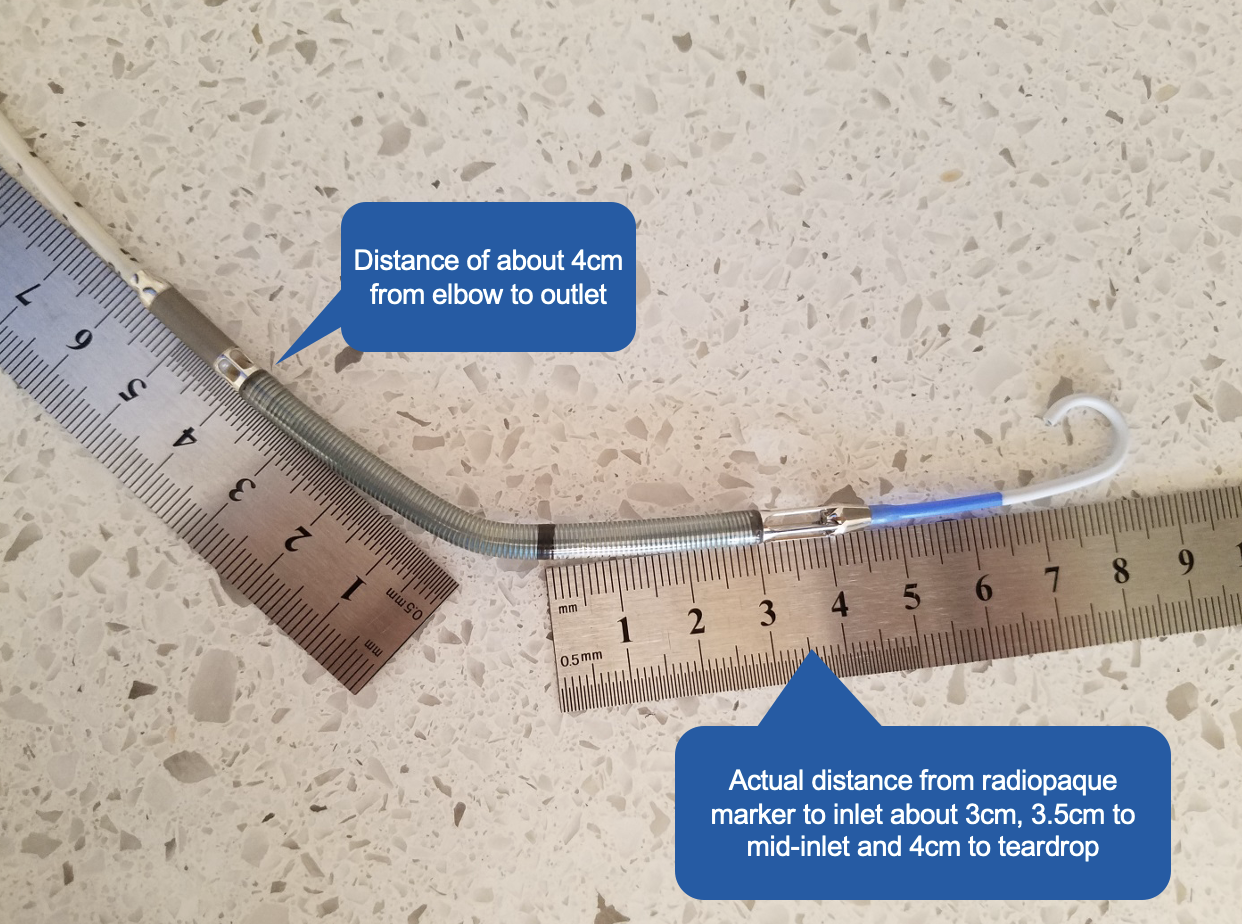 Distance of about 4cm
from elbow to outlet
7
6
5
4
3
2
1
0.5mm
mm
mm
1 2 3 4 5 6 7 8 9
0.5mm
Actual distance from radiopaque
marker to inlet about 3cm, 3.5cm to
mid-inlet and 4cm to teardrop